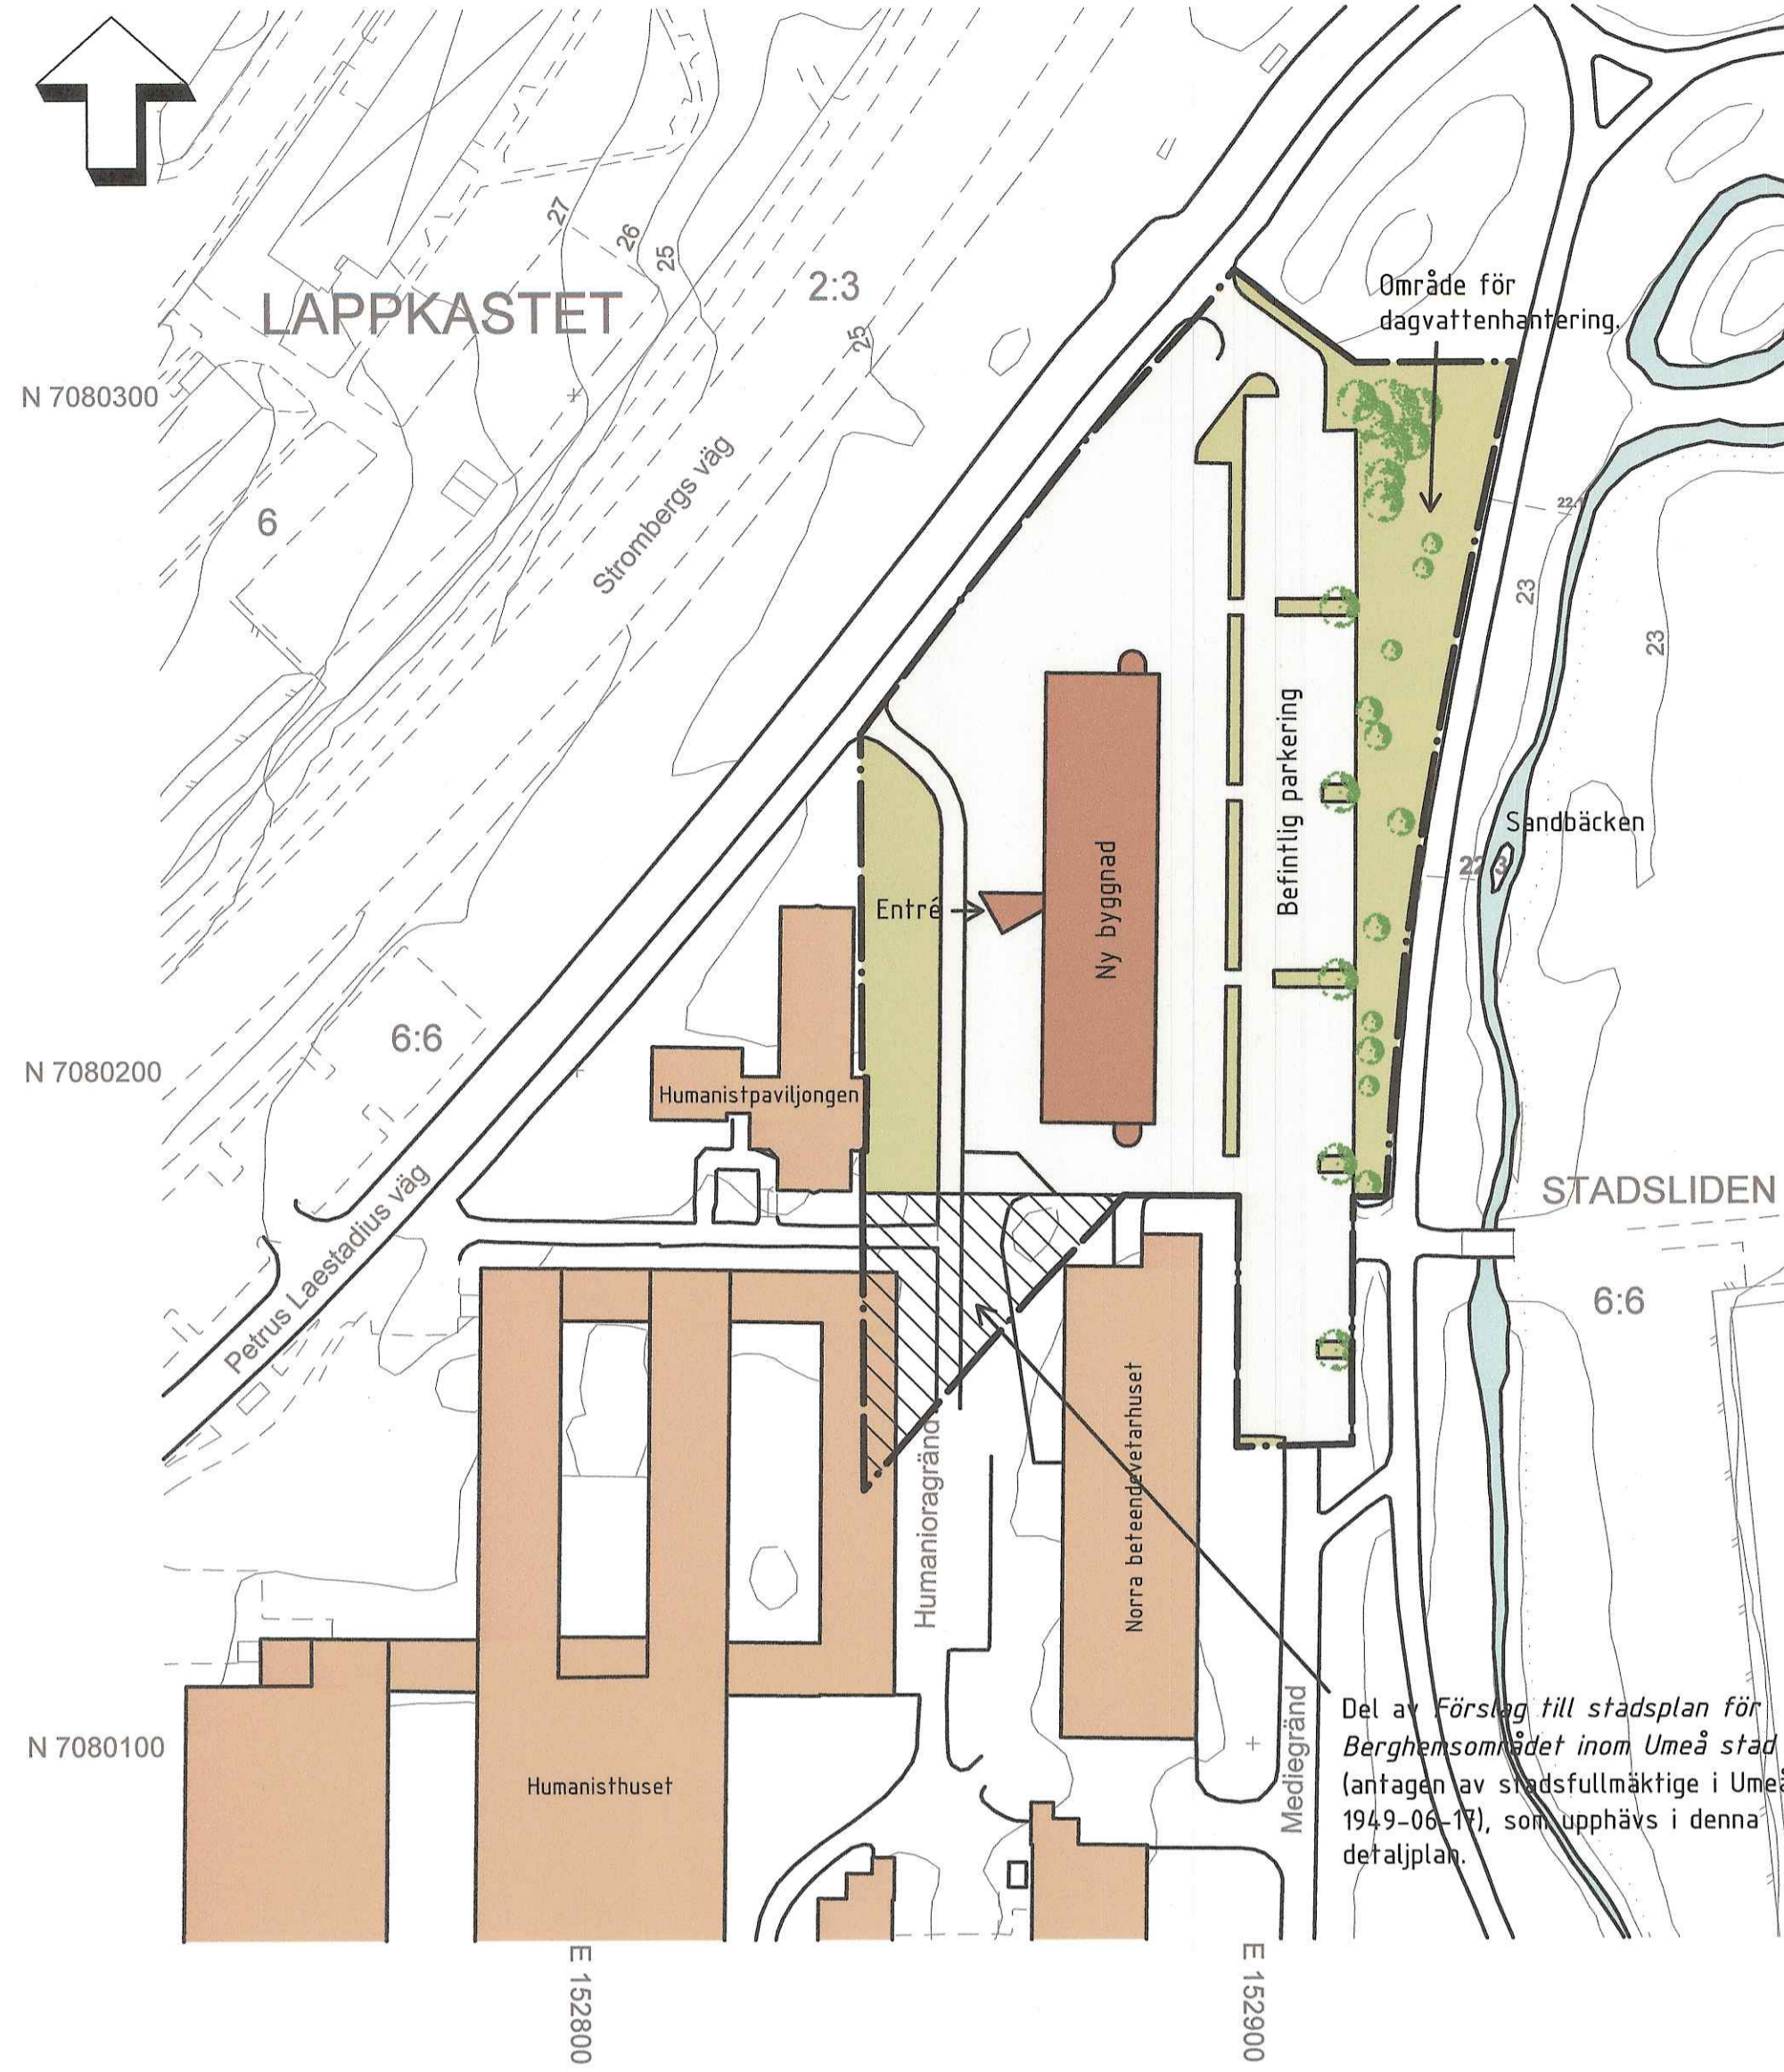 27
26
25
2:3
LAPPKASTET
25
Område för
dagvattenhantering.
N 7080300
Strombergs väg
6
23
23
Befintlig parkering
Sandbäcken
Ny byggnad
Entré
6:6
N 7080200
Humanistpaviljongen
STADSLIDEN
Petrus Laestadius väg
6:6
Norra beteendevetarhuset
Humanioragränd
Mediegränd
Del av Förslag till stadsplan för
Berghemsområdet inom Umeå stad
(antagen av stadsfullmäktige i Umeå
1949-06-17), som upphävs i denna
detaljplan.
N 7080100
Humanisthuset
E 152800
E 152900